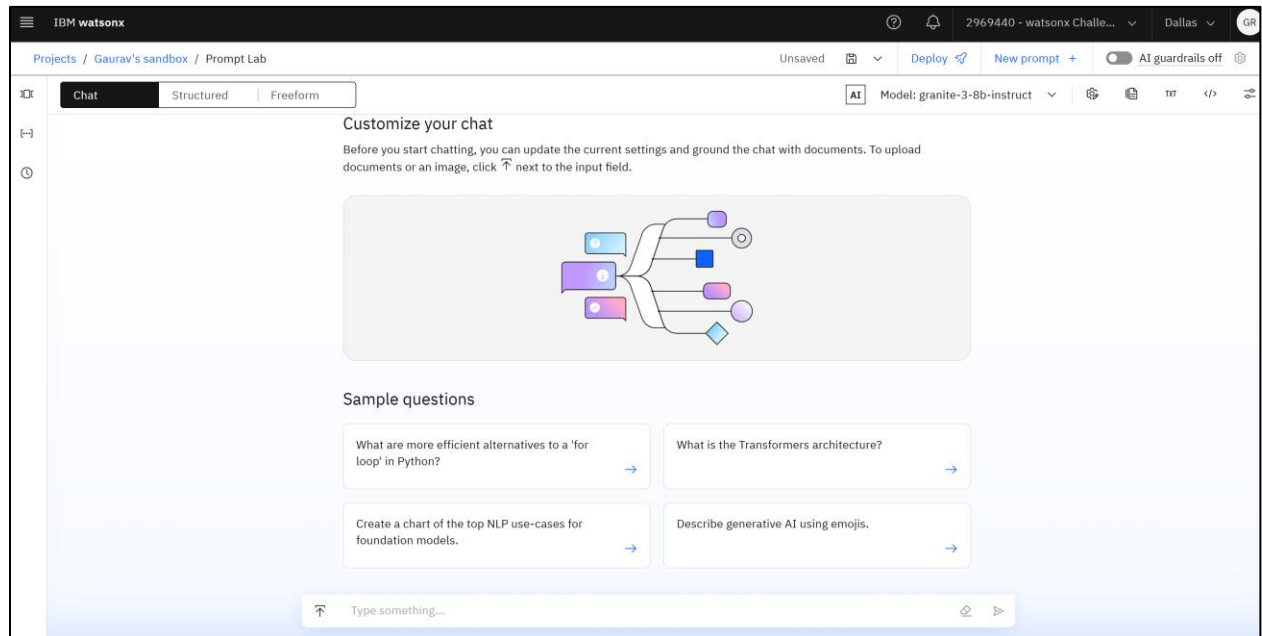 IBM watsonx
2969440 - watsonx Challe...
Dallas
GR
Projects / Gaurav's sandbox / Prompt Lab
Unsaved
Deploy
New prompt +
AI guardrails off
Chat
Structured
Freeform
AI
Model: granite-3-8b-instruct
TXT
</>
Customize your chat
Before you start chatting, you can update the current settings and ground the chat with documents. To upload
documents or an image, click ⤒ next to the input field.
Sample questions
What are more efficient alternatives to a 'for
loop' in Python?
What is the Transformers architecture?
Create a chart of the top NLP use-cases for
foundation models.
Describe generative AI using emojis.
Type something...